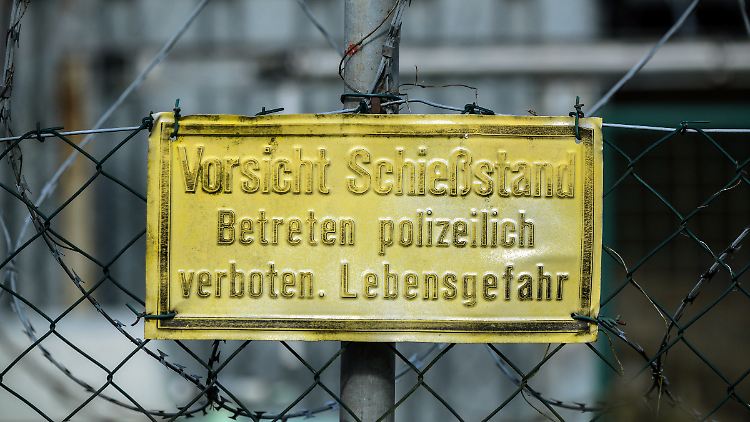 Vorsicht Schießstand
Betreten polizeilich
verboten. Lebensgefahr